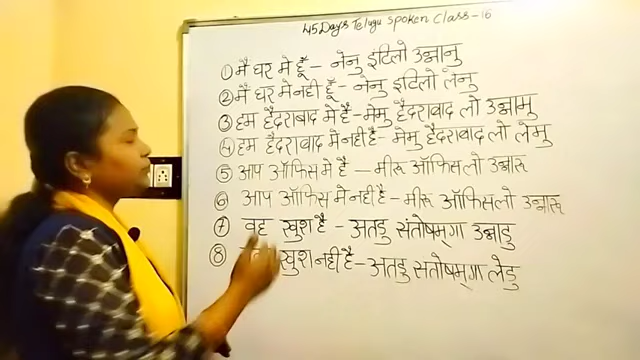 45 Days Telugu Spoken Class-16
① मैं घर मे हूँ - नेनु इंटिलो उन्नानु
② मैं घर मे नही हूँ - नेनु इंटिलो लेनु
③ हम हैदराबाद मे है - मेमु हैदराबाद लो उन्नामु
④ हम हैदराबाद मे नही है - मेमु हैदराबाद लो लेमु
⑤ आप ऑफिस मे है - मीरू ऑफिस लो उन्नारू
⑥ आप ऑफिस मे नही है - मीरू ऑफिसलो उन्नारू
⑦ वह खुश है - अतडु संतोषम्गा उन्नाडु
⑧ खुश नही है - अतडु सतोषम्गा लेडु